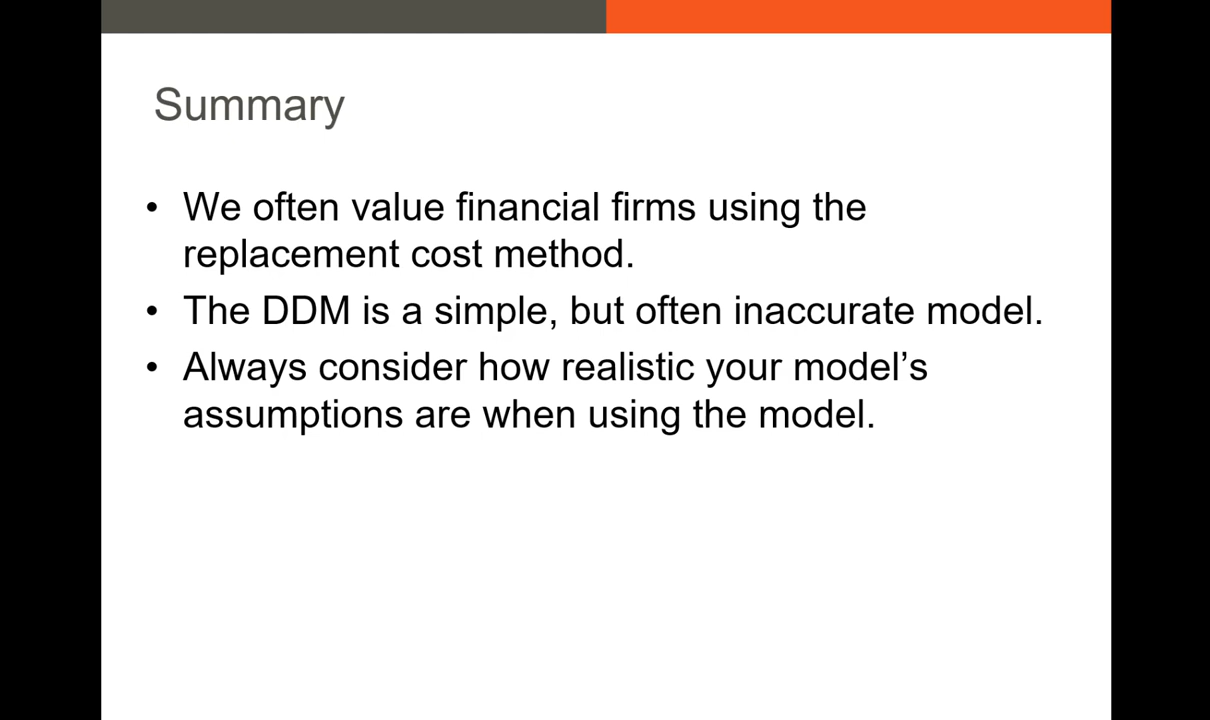 Summary
• We often value financial firms using the
replacement cost method.
• The DDM is a simple, but often inaccurate model.
• Always consider how realistic your model’s
assumptions are when using the model.